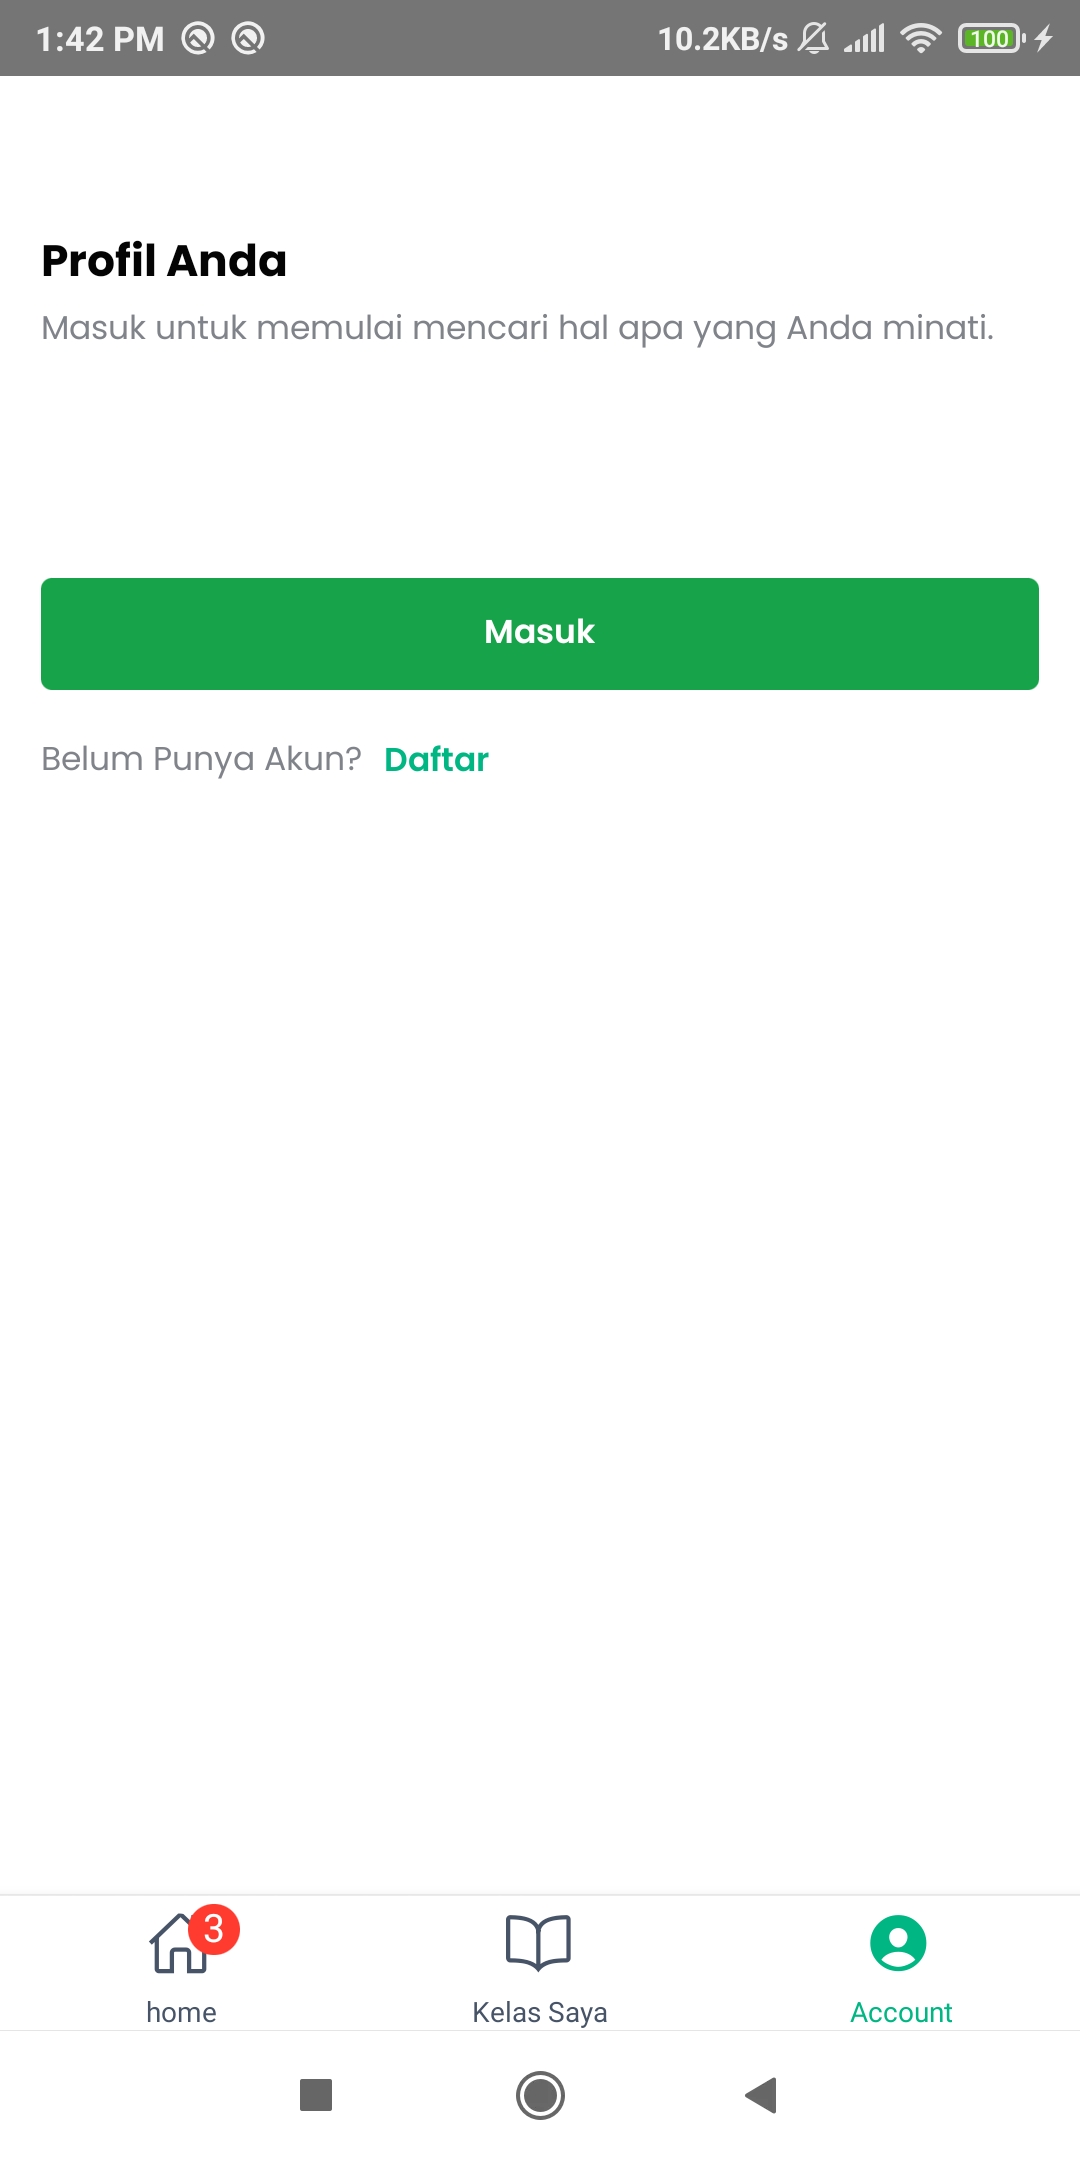 1:42 PM 10.2KB/s 100
Profil Anda
Masuk untuk memulai mencari hal apa yang Anda minati.
Masuk
Belum Punya Akun? Daftar
3
home Kelas Saya Account